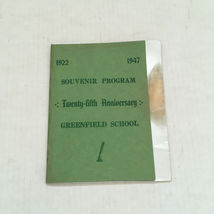 1922 1947
SOUVENIR PROGRAM
Twenty-fifth Anniversary
GREENFIELD SCHOOL